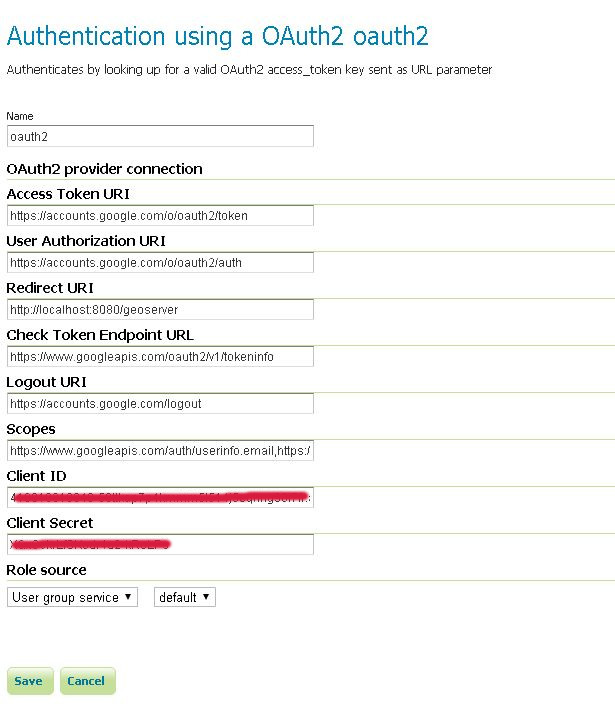 Authentication using a OAuth2 oauth2
Authenticates by looking up for a valid OAuth2 access_token key sent as URL parameter
Name
oauth2
OAuth2 provider connection
Access Token URI
https://accounts.google.com/o/oauth2/token
User Authorization URI
https://accounts.google.com/o/oauth2/auth
Redirect URI
http://localhost:8080/geoserver
Check Token Endpoint URL
https://www.googleapis.com/oauth2/v1/tokeninfo
Logout URI
https://accounts.google.com/logout
Scopes
https://www.googleapis.com/auth/userinfo.email,https:/
Client ID
Client Secret
Role source
User group service default
Save Cancel